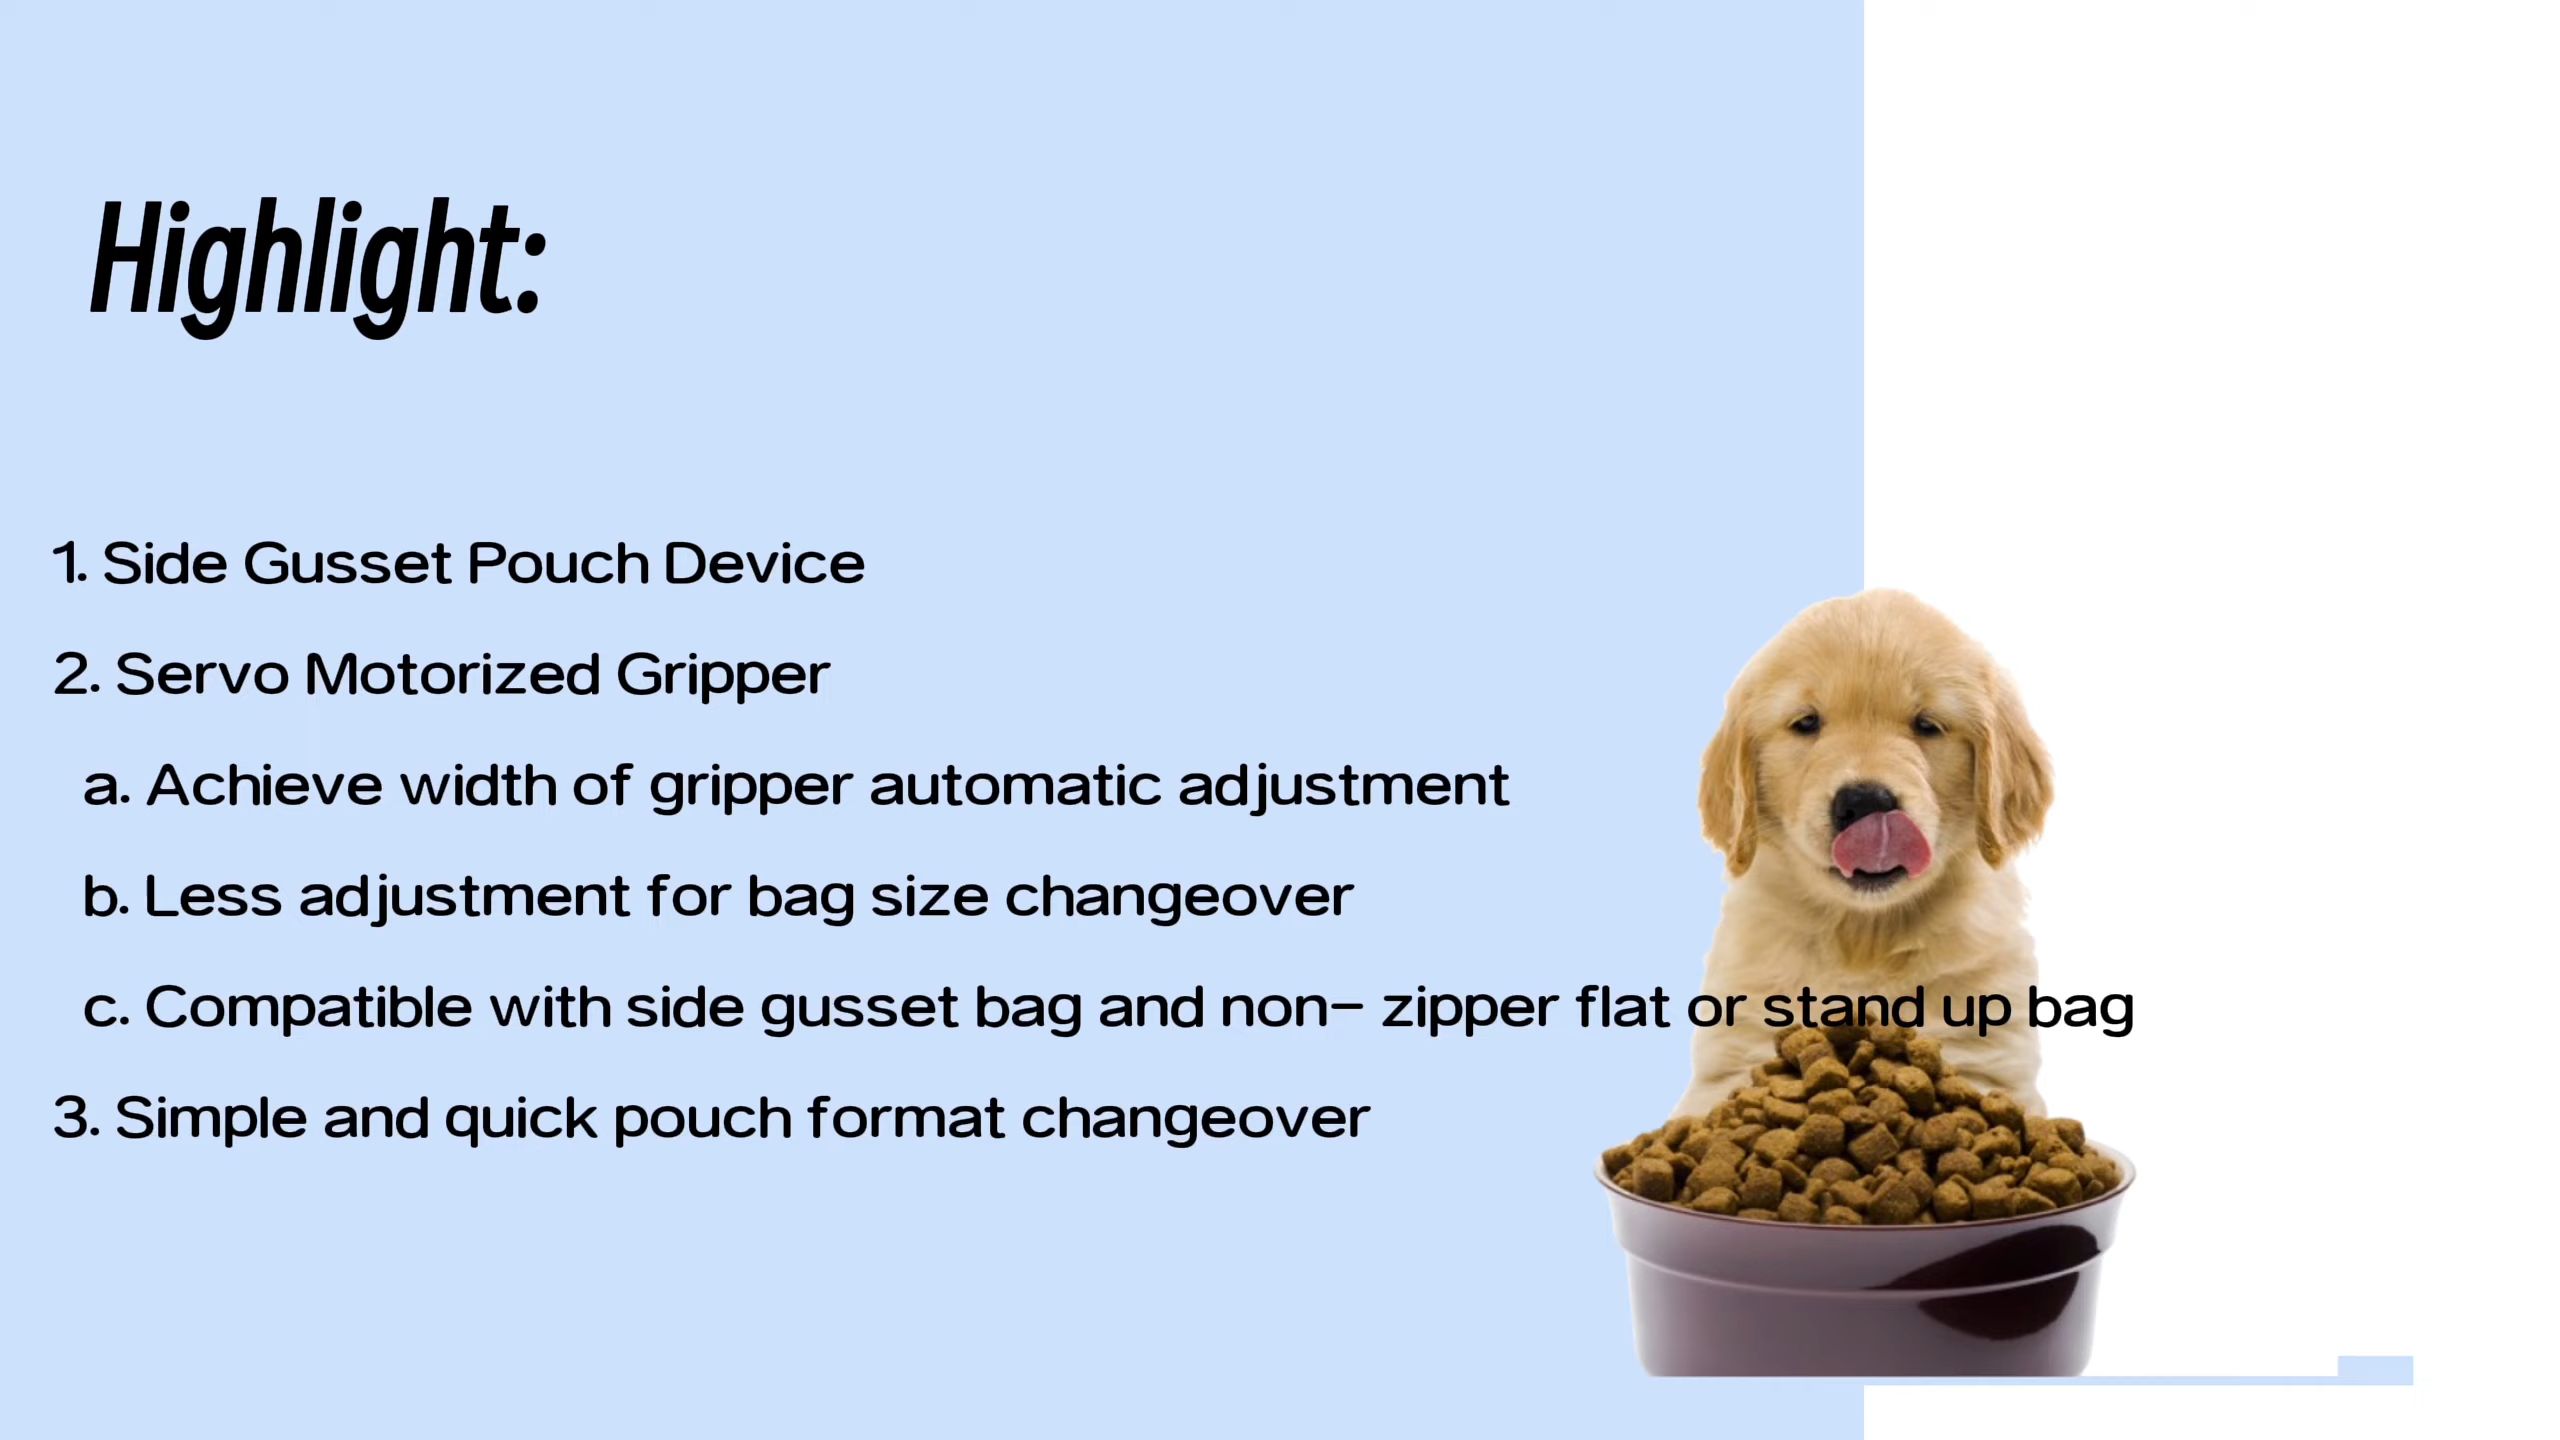 Highlight:
1. Side Gusset Pouch Device
2. Servo Motorized Gripper
a. Achieve width of gripper automatic adjustment
b. Less adjustment for bag size changeover
c. Compatible with side gusset bag and non- zipper flat or stand up bag
3. Simple and quick pouch format changeover